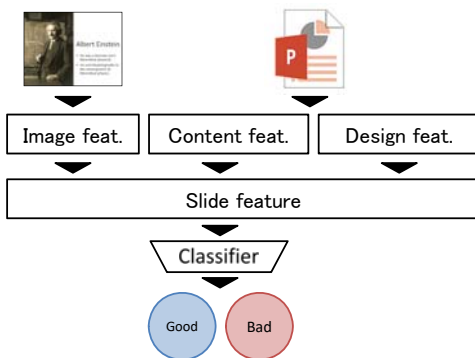 Albert Einstein
P
Image feat.
Content feat.
Design feat.
Slide feature
Classifier
Good
Bad